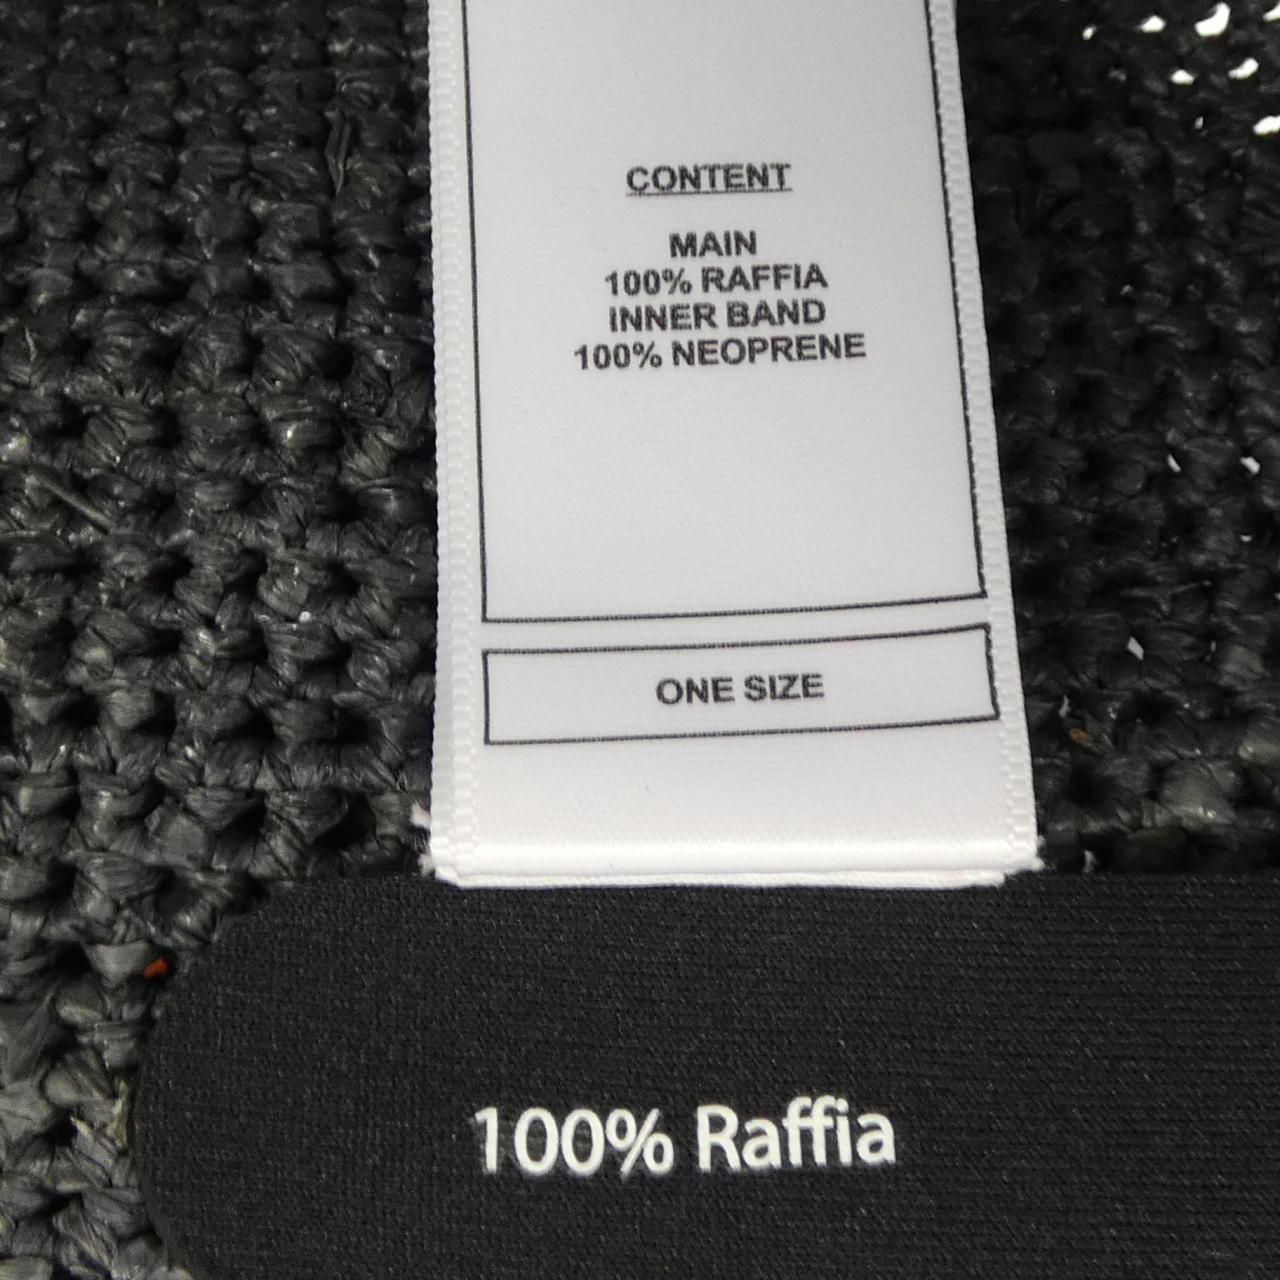 CONTENT
MAIN
100% RAFFIA
INNER BAND
100% NEOPRENE
ONE SIZE
100% Raffia